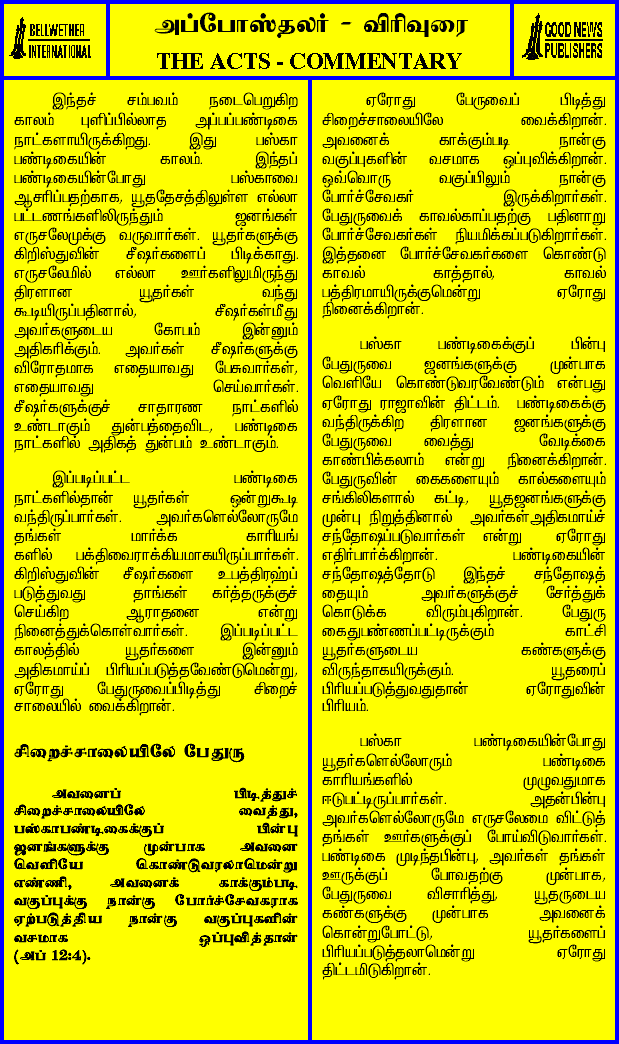 BELLWETHER
INTERNATIONAL
அப்போஸ்தலர் - விரிவுரை
THE ACTS - COMMENTARY
GOOD NEWS
PUBLISHERS
இந்தச் சம்பவம் நடைபெறுகிற
காலம் புளிப்பில்லாத அப்பப்பண்டிகை
நாட்களாயிருக்கிறது. இது பஸ்கா
பண்டிகையின் காலம். இந்தப்
பண்டிகையின்போது பஸ்காவை
ஆசரிப்பதற்காக, யூததேசத்திலுள்ள எல்லா
பட்டணங்களிலிருந்தும் ஜனங்கள்
எருசலேமுக்கு வருவார்கள். யூதர்களுக்கு
கிறிஸ்துவின் சீஷர்களைப் பிடிக்காது.
எருசலேமில் எல்லா ஊர்களிலுமிருந்து
திரளான யூதர்கள் வந்து
கூடியிருப்பதினால், சீஷர்கள்மீது
அவர்களுடைய கோபம் இன்னும்
அதிகரிக்கும். அவர்கள் சீஷர்களுக்கு
விரோதமாக எதையாவது பேசுவார்கள்,
எதையாவது செய்வார்கள்.
சீஷர்களுக்குச் சாதாரண நாட்களில்
உண்டாகும் துன்பத்தைவிட, பண்டிகை
நாட்களில் அதிகத் துன்பம் உண்டாகும்.
இப்படிப்பட்ட பண்டிகை
நாட்களில்தான் யூதர்கள் ஒன்றுகூடி
வந்திருப்பார்கள். அவர்களெல்லோருமே
தங்கள் மார்க்க காரியங்
களில் பக்திவைராக்கியமாகயிருப்பார்கள்.
கிறிஸ்துவின் சீஷர்களை உபத்திரஹ்ப்
படுத்துவது தாங்கள் கர்த்தருக்குச்
செய்கிற ஆராதனை என்று
நினைத்துக்கொள்வார்கள். இப்படிப்பட்ட
காலத்தில் யூதர்களை இன்னும்
அதிகமாய்ப் பிரியப்படுத்தவேண்டுமென்று,
ஏரோது பேதுருவைப்பிடித்து சிறைச்
சாலையில் வைக்கிறான்.
சிறைச்சாலையிலே பேதுரு
அவனைப் பிடித்துச்
சிறைச்சாலையிலே வைத்து,
பஸ்காபண்டிகைக்குப் பின்பு
ஜனங்களுக்கு முன்பாக அவனை
வெளியே கொண்டுவரலாமென்று
எண்ணி, அவனைக் காக்கும்படி
வகுப்புக்கு நான்கு போர்ச்சேவகராக
ஏற்படுத்திய நான்கு வகுப்புகளின்
வசமாக ஒப்புவித்தான்
(அப் 12:4).
ஏரோது பேருவைப் பிடித்து
சிறைச்சாலையிலே வைக்கிறான்.
அவனைக் காக்கும்படி நான்கு
வகுப்புகளின் வசமாக ஒப்புவிக்கிறான்.
ஒவ்வொரு வகுப்பிலும் நான்கு
போர்ச்சேவகர் இருக்கிறார்கள்.
பேதுருவைக் காவல்காப்பதற்கு பதினாறு
போர்ச்சேவகர்கள் நியமிக்கப்படுகிறார்கள்.
இத்தனை போர்ச்சேவகர்களை கொண்டு
காவல் காத்தால், காவல்
பத்திரமாயிருக்குமென்று ஏரோது
நினைக்கிறான்.
பஸ்கா பண்டிகைக்குப் பின்பு
பேதுருவை ஜனங்களுக்கு முன்பாக
வெளியே கொண்டுவரவேண்டும் என்பது
ஏரோது ராஜாவின் திட்டம். பண்டிகைக்கு
வந்திருக்கிற திரளான ஜனங்களுக்கு
பேதுருவை வைத்து வேடிக்கை
காண்பிக்கலாம் என்று நினைக்கிறான்.
பேதுருவின் கைகளையும் கால்களையும்
சங்கிலிகளால் கட்டி, யூதஜனங்களுக்கு
முன்பு நிறுத்தினால் அவர்கள்அதிகமாய்ச்
சந்தோஷப்படுவார்கள் என்று ஏரோது
எதிர்பார்க்கிறான். பண்டிகையின்
சந்தோஷத்தோடு இந்தச் சந்தோஷத்
தையும் அவர்களுக்குச் சேர்த்துக்
கொடுக்க விரும்புகிறான். பேதுரு
கைதுபண்ணப்பட்டிருக்கும் காட்சி
யூதர்களுடைய கண்களுக்கு
விருந்தாகயிருக்கும். யூதரைப்
பிரியப்படுத்துவதுதான் ஏரோதுவின்
பிரியம்.
பஸ்கா பண்டிகையின்போது
யூதர்களெல்லோரும் பண்டிகை
காரியங்களில் முழுவதுமாக
ஈடுபட்டிருப்பார்கள். அதன்பின்பு
அவர்களெல்லோருமே எருசலேமை விட்டுத்
தங்கள் ஊர்களுக்குப் போய்விடுவார்கள்.
பண்டிகை முடிந்தபின்பு, அவர்கள் தங்கள்
ஊருக்குப் போவதற்கு முன்பாக,
பேதுருவை விசாரித்து, யூதருடைய
கண்களுக்கு முன்பாக அவனைக்
கொன்றுபோட்டு, யூதர்களைப்
பிரியப்படுத்தலாமென்று ஏரோது
திட்டமிடுகிறான்.